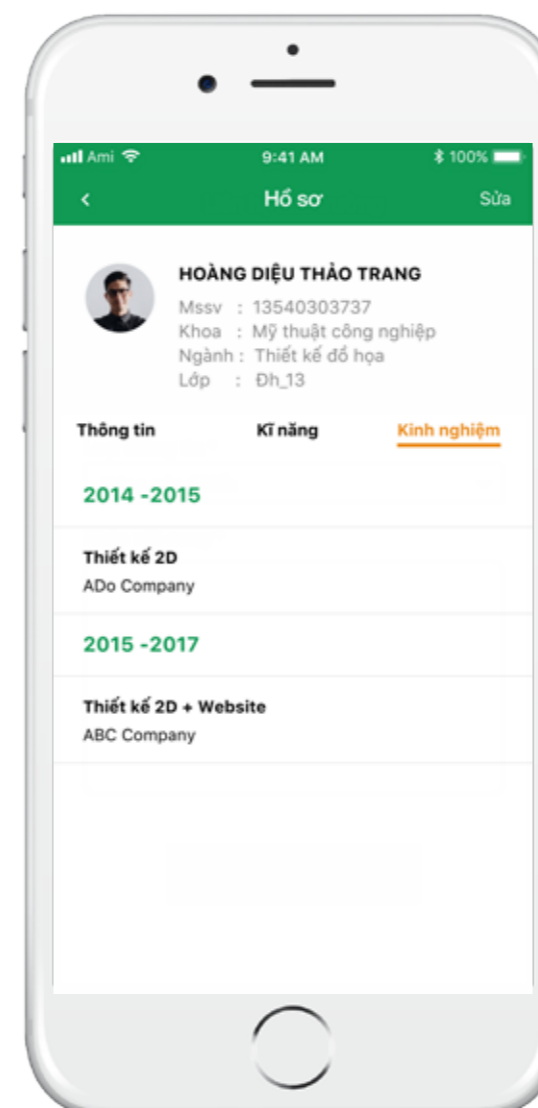 Ami 9:41 AM 100%
< Hồ sơ Sửa
HOÀNG DIỆU THẢO TRANG
Mssv : 13540303737
Khoa : Mỹ thuật công nghiệp
Ngành : Thiết kế đồ họa
Lớp : Đh_13
Thông tin Kĩ năng Kinh nghiệm
2014 -2015
Thiết kế 2D
ADo Company
2015 -2017
Thiết kế 2D + Website
ABC Company